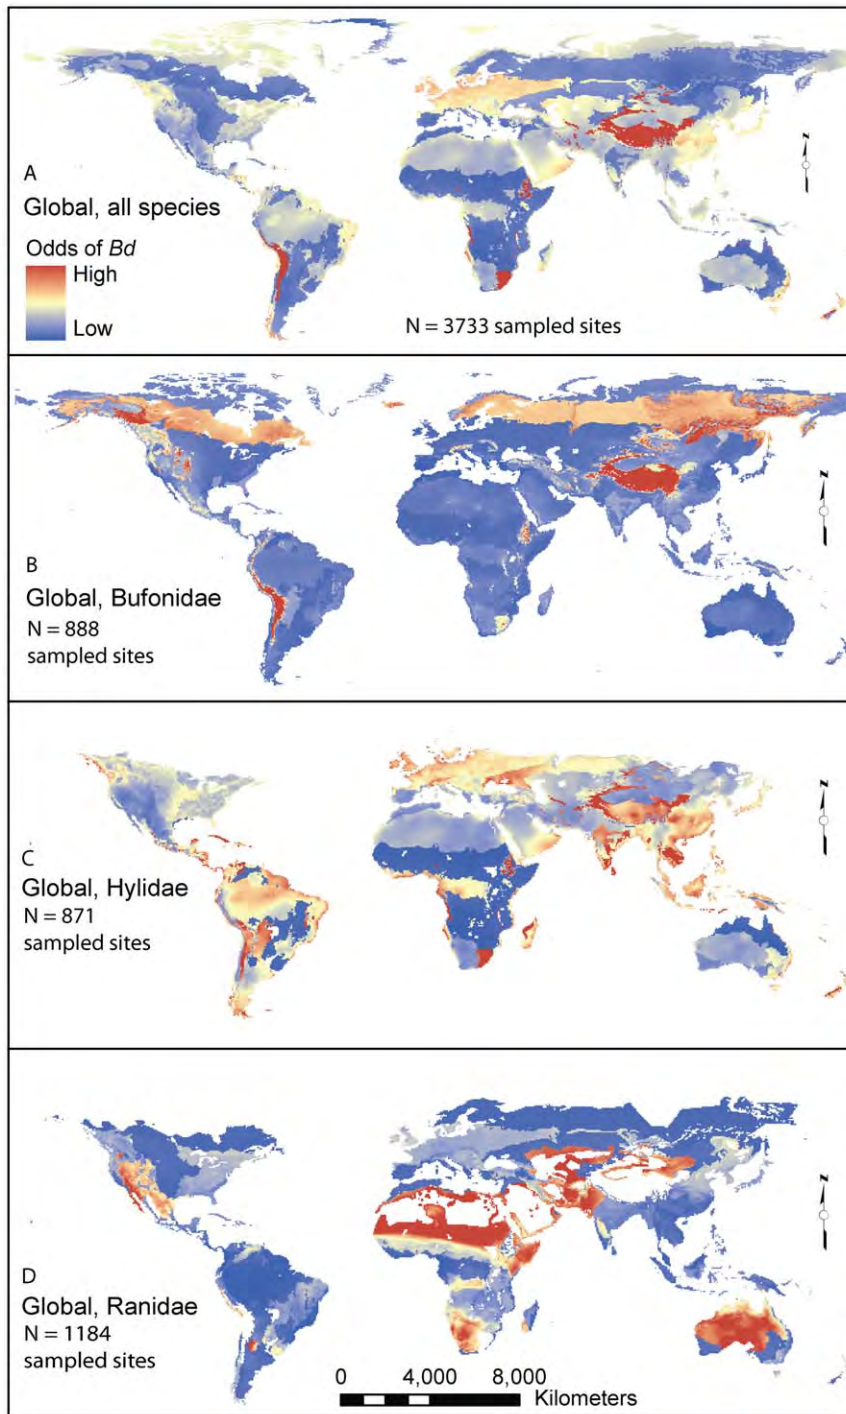 A
Global, all species
Odds of Bd
High
Low
N = 3733 sampled sites
N
B
Global, Bufonidae
N = 888
sampled sites
N
C
Global, Hylidae
N = 871
sampled sites
N
D
Global, Ranidae
N = 1184
sampled sites
N
0 4,000 8,000
Kilometers